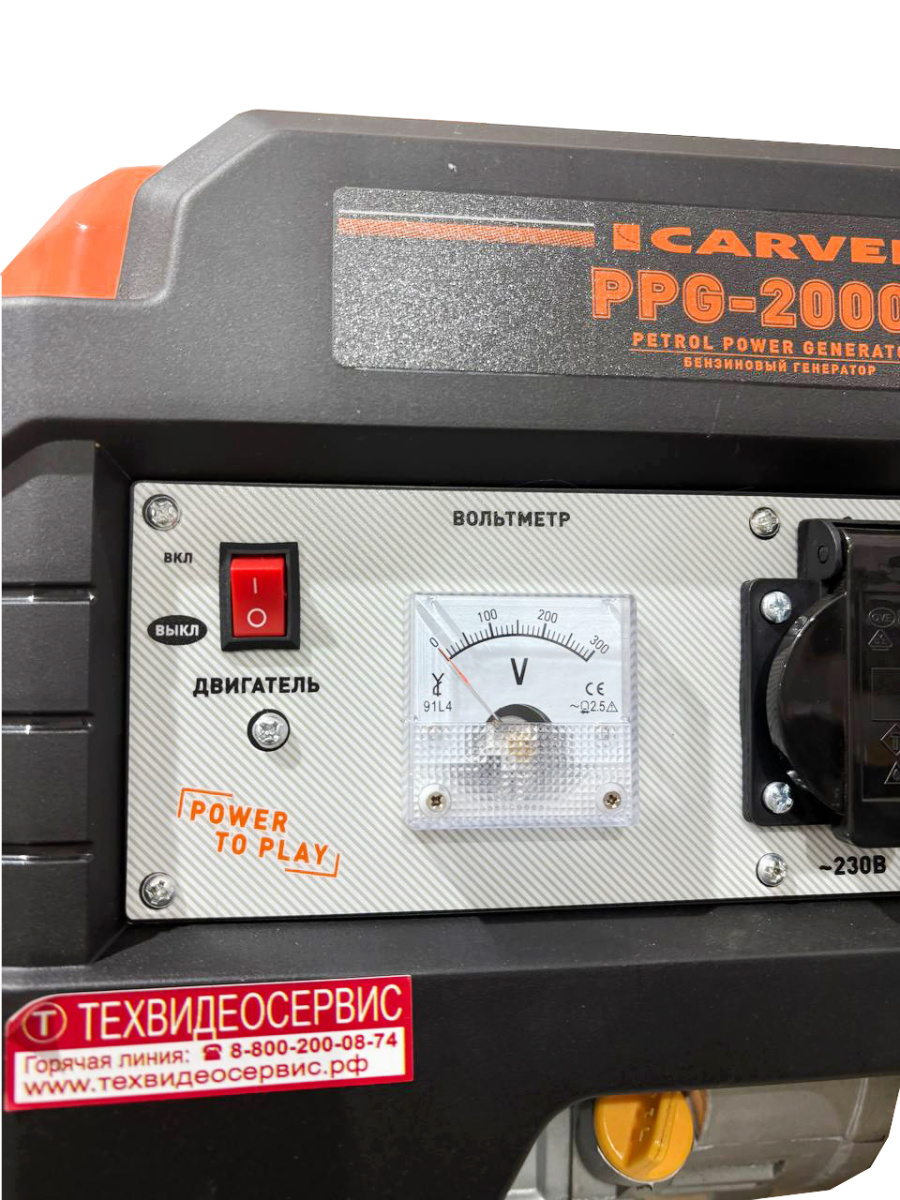 CARVER
PPG-2000
PETROL POWER GENERATO
БЕНЗИНОВЫЙ ГЕНЕРАТОР
ВОЛЬТМЕТР
ВКЛ
I
O
ВЫКЛ
ДВИГАТЕЛЬ
0 100 200 300
V
91L4
CE
~ 2.5
POWER
TO PLAY
~230В
T ТЕХВИДЕОСЕРВИС
Горячая линия: ☎ 8-800-200-08-74
www.техвидеосервис.рф